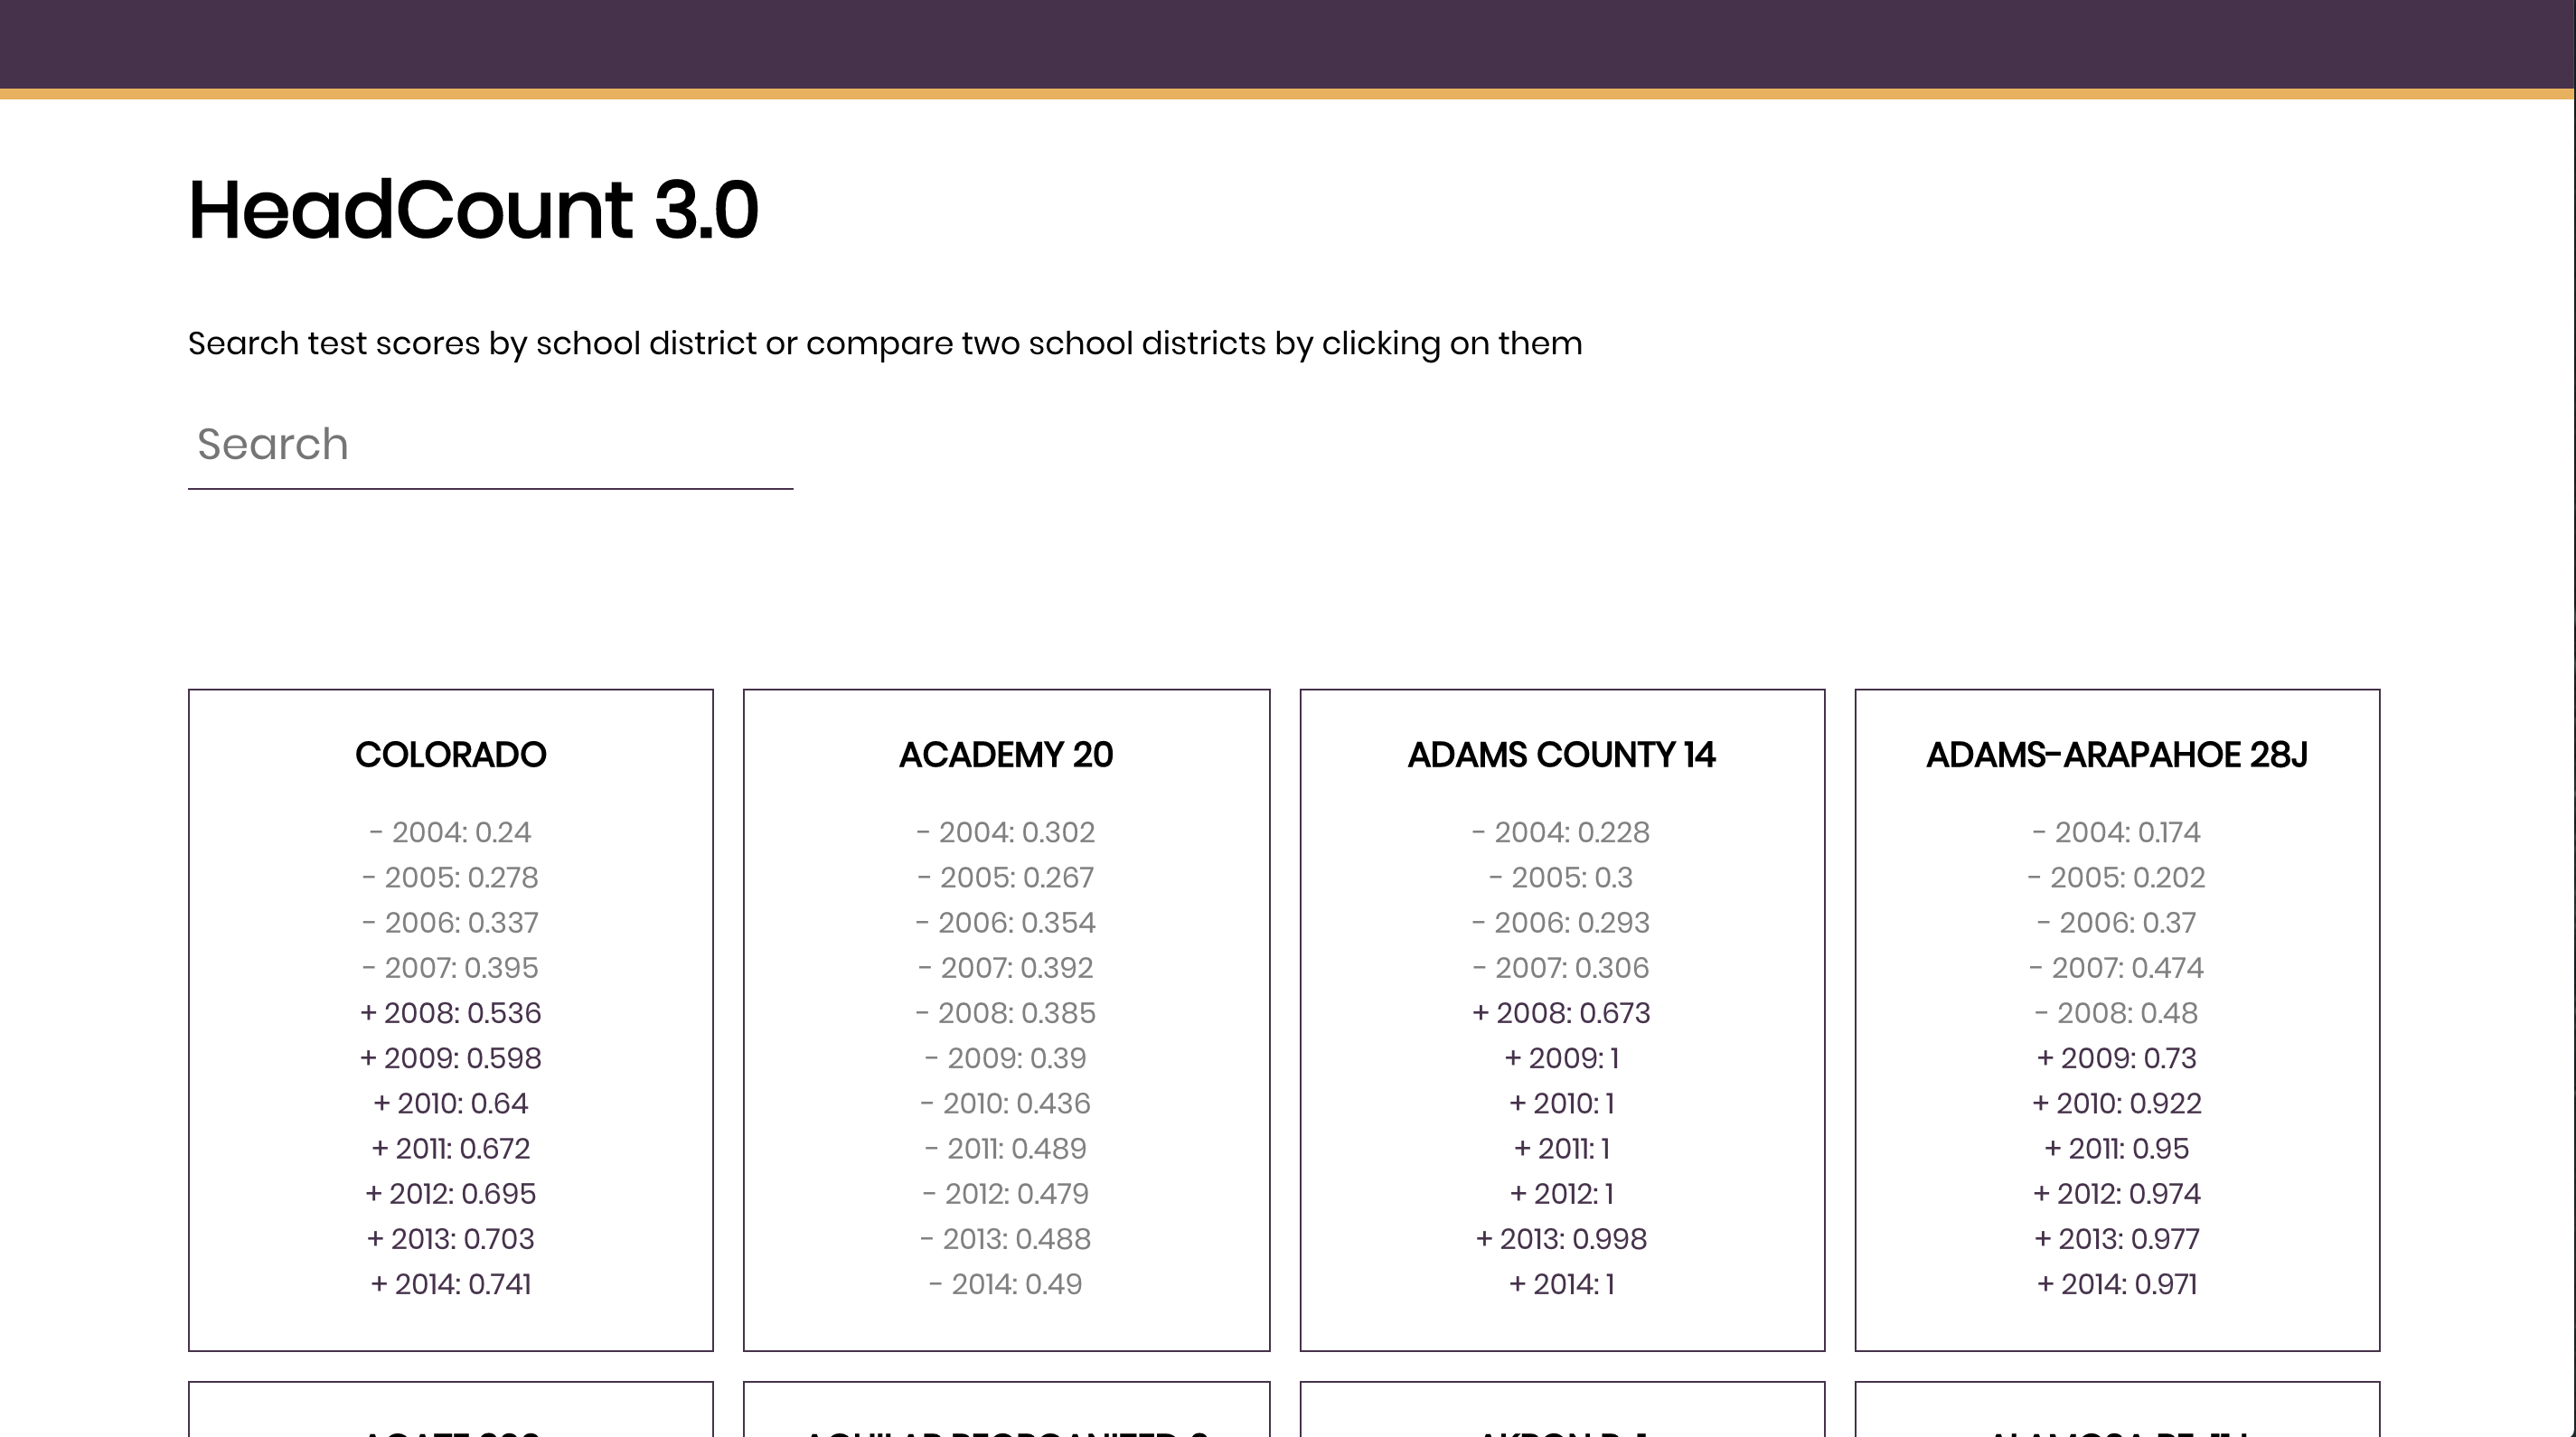 HeadCount 3.0
Search test scores by school district or compare two school districts by clicking on them
Search
COLORADO
- 2004: 0.24
- 2005: 0.278
- 2006: 0.337
- 2007: 0.395
+ 2008: 0.536
+ 2009: 0.598
+ 2010: 0.64
+ 2011: 0.672
+ 2012: 0.695
+ 2013: 0.703
+ 2014: 0.741
ACADEMY 20
- 2004: 0.302
- 2005: 0.267
- 2006: 0.354
- 2007: 0.392
- 2008: 0.385
- 2009: 0.39
- 2010: 0.436
- 2011: 0.489
- 2012: 0.479
- 2013: 0.488
- 2014: 0.49
ADAMS COUNTY 14
- 2004: 0.228
- 2005: 0.3
- 2006: 0.293
- 2007: 0.306
+ 2008: 0.673
+ 2009: 1
+ 2010: 1
+ 2011: 1
+ 2012: 1
+ 2013: 0.998
+ 2014: 1
ADAMS-ARAPAHOE 28J
- 2004: 0.174
- 2005: 0.202
- 2006: 0.37
- 2007: 0.474
- 2008: 0.48
+ 2009: 0.73
+ 2010: 0.922
+ 2011: 0.95
+ 2012: 0.974
+ 2013: 0.977
+ 2014: 0.971